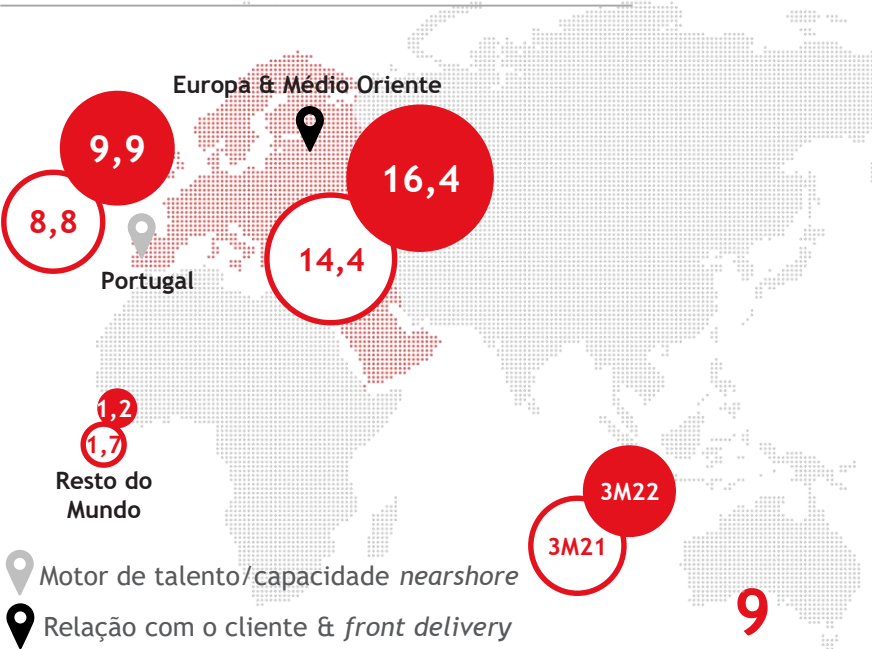 Europa & Médio Oriente
9,9
16,4
8,8
14,4
Portugal
1,2
1,7
Resto do
Mundo
3M22
3M21
Motor de talento/capacidade nearshore
Relação com o cliente & front delivery
9